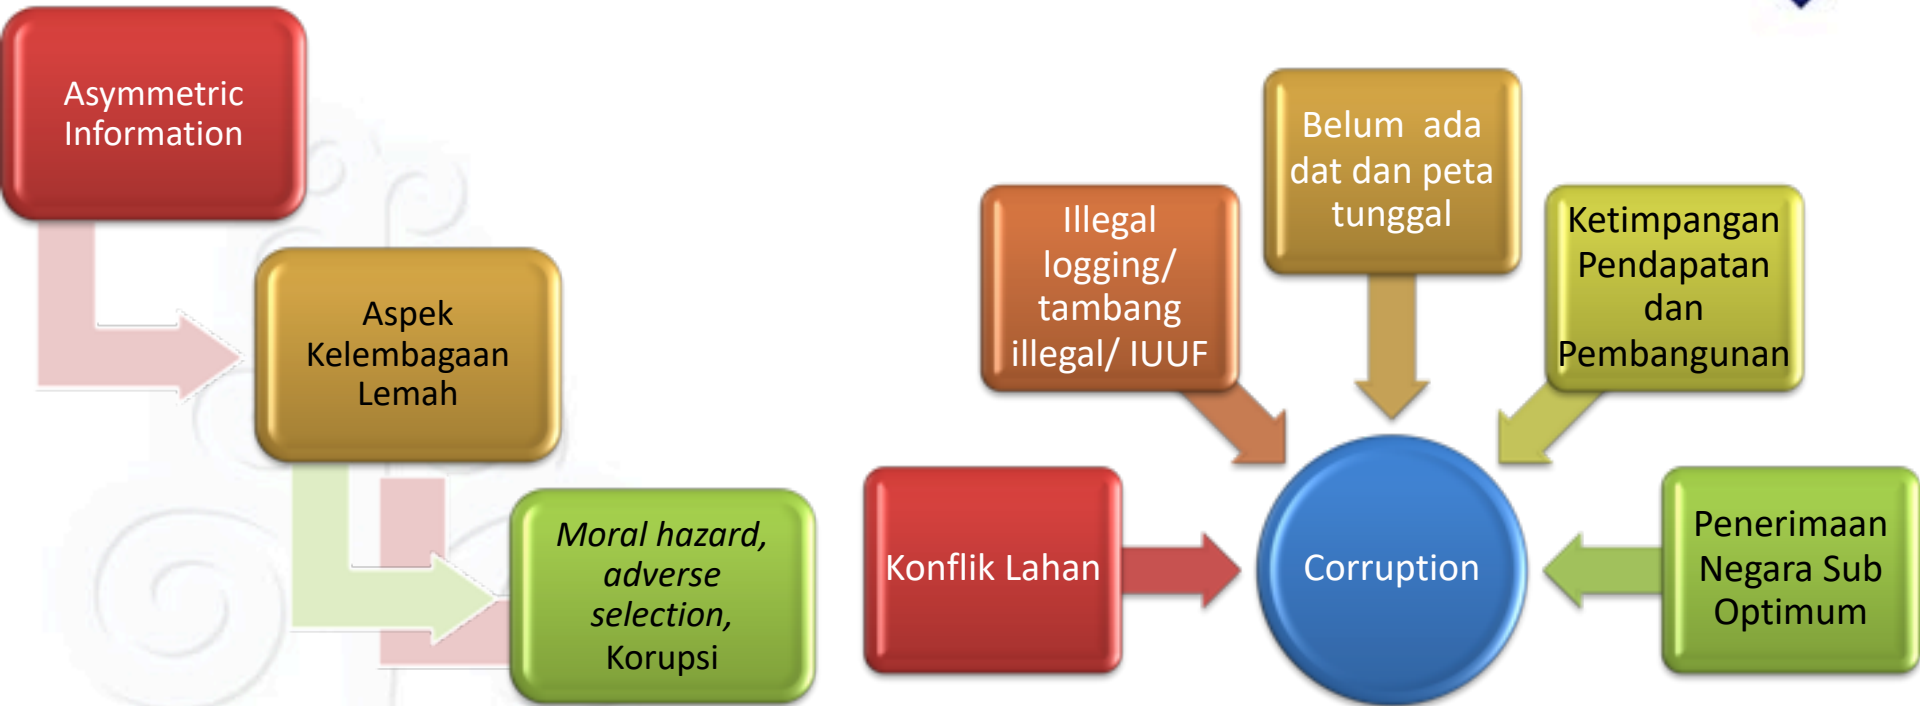 Asymmetric
Information
Aspek
Kelembagaan
Lemah
Moral hazard,
adverse
selection,
Korupsi
Konflik Lahan
Illegal
logging/
tambang
illegal/ IUUF
Belum ada
dat dan peta
tunggal
Ketimpangan
Pendapatan
dan
Pembangunan
Penerimaan
Negara Sub
Optimum
Corruption